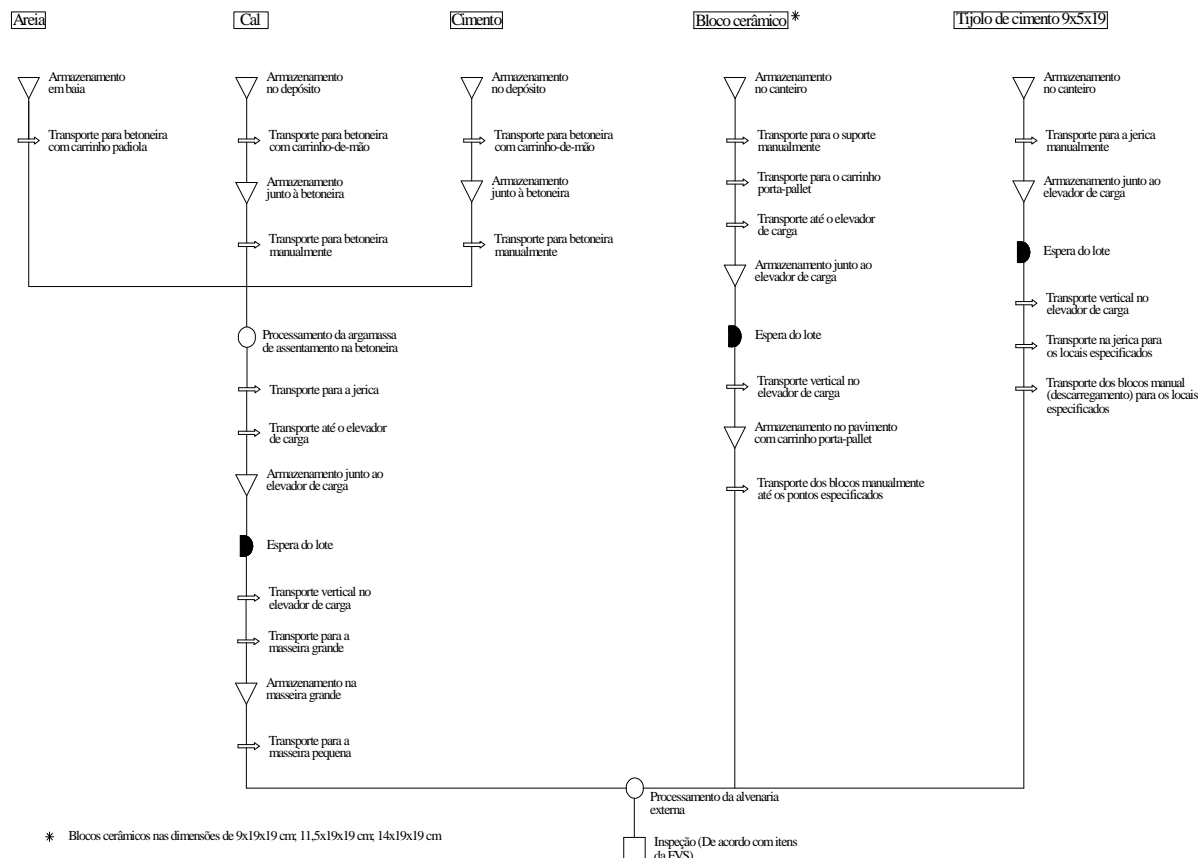 Areia
Cal
Cimento
Bloco cerâmico *
Tijolo de cimento 9x5x19
Armazenamento
em baia
Transporte para betoneira
com carrinho padiola
Armazenamento
no depósito
Transporte para betoneira
com carrinho-de-mão
Armazenamento
junto à betoneira
Transporte para betoneira
manualmente
Armazenamento
no depósito
Transporte para betoneira
com carrinho-de-mão
Armazenamento
junto à betoneira
Transporte para betoneira
manualmente
Processamento da argamassa
de assentamento na betoneira
Transporte para a jerica
Transporte até o elevador
de carga
Armazenamento junto ao
elevador de carga
Espera do lote
Transporte vertical no
elevador de carga
Transporte para a
masseira grande
Armazenamento na
masseira grande
Transporte para a
masseira pequena
Armazenamento
no canteiro
Transporte para o suporte
manualmente
Transporte para o carrinho
porta-pallet
Transporte até o elevador
de carga
Armazenamento junto ao
elevador de carga
Espera do lote
Transporte vertical no
elevador de carga
Armazenamento no pavimento
com carrinho porta-pallet
Transporte dos blocos manualmente
até os pontos especificados
Armazenamento
no canteiro
Transporte para a jerica
manualmente
Armazenamento junto ao
elevador de carga
Espera do lote
Transporte vertical no
elevador de carga
Transporte na jerica para
os locais especificados
Transporte dos blocos manual
(descarregamento) para os locais
especificados
Processamento da alvenaria
externa
Inspeção (De acordo com itens
da FVS)
* Blocos cerâmicos nas dimensões de 9x19x19 cm; 11,5x19x19 cm; 14x19x19 cm